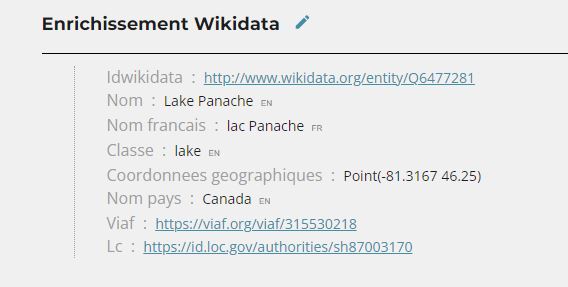 Enrichissement Wikidata
Idwikidata : http://www.wikidata.org/entity/Q6477281
Nom : Lake Panache EN
Nom francais : lac Panache FR
Classe : lake EN
Coordonnees geographiques : Point(-81.3167 46.25)
Nom pays : Canada EN
Viaf : https://viaf.org/viaf/315530218
Lc : https://id.loc.gov/authorities/sh87003170